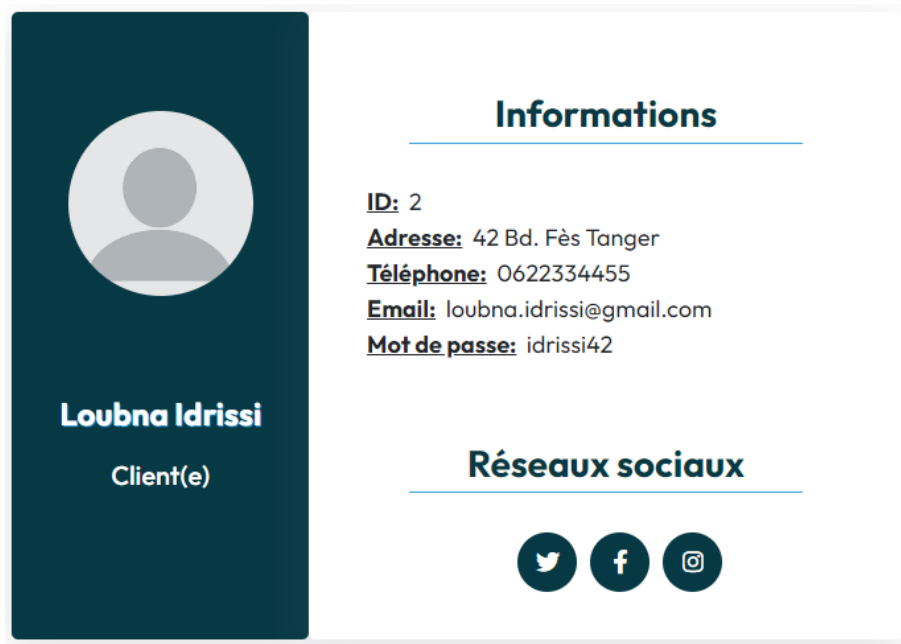 Loubna Idrissi
Client(e)
Informations
ID: 2
Adresse: 42 Bd. Fès Tanger
Téléphone: 0622334455
Email: loubna.idrissi@gmail.com
Mot de passe: idrissi42
Réseaux sociaux